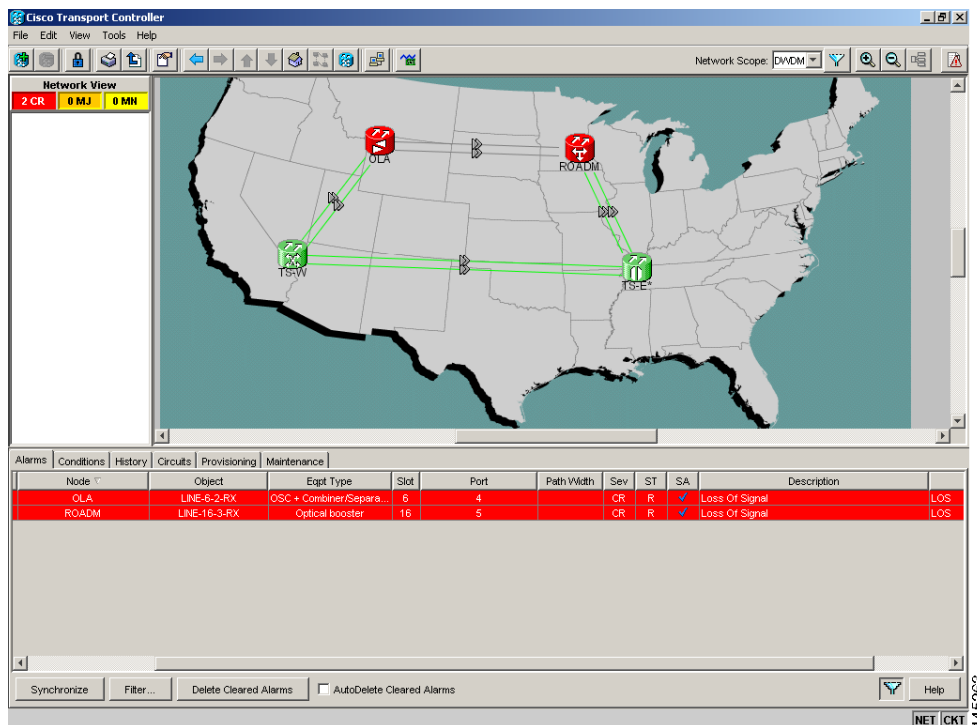 Cisco Transport Controller
File Edit View Tools Help
Network Scope: DWDM
Network View
2 CR 0 MJ 0 MN
OLA
ROADM
TS-W
TS-E*
Alarms Conditions History Circuits Provisioning Maintenance
Node Object Eqpt Type Slot Port Path Width Sev ST SA Description
OLA LINE-6-2-RX OSC + Combiner/Separa... 6 4 CR R Loss Of Signal LOS
ROADM LINE-16-3-RX Optical booster 16 5 CR R Loss Of Signal LOS
Synchronize Filter... Delete Cleared Alarms AutoDelete Cleared Alarms Help
NET CKT